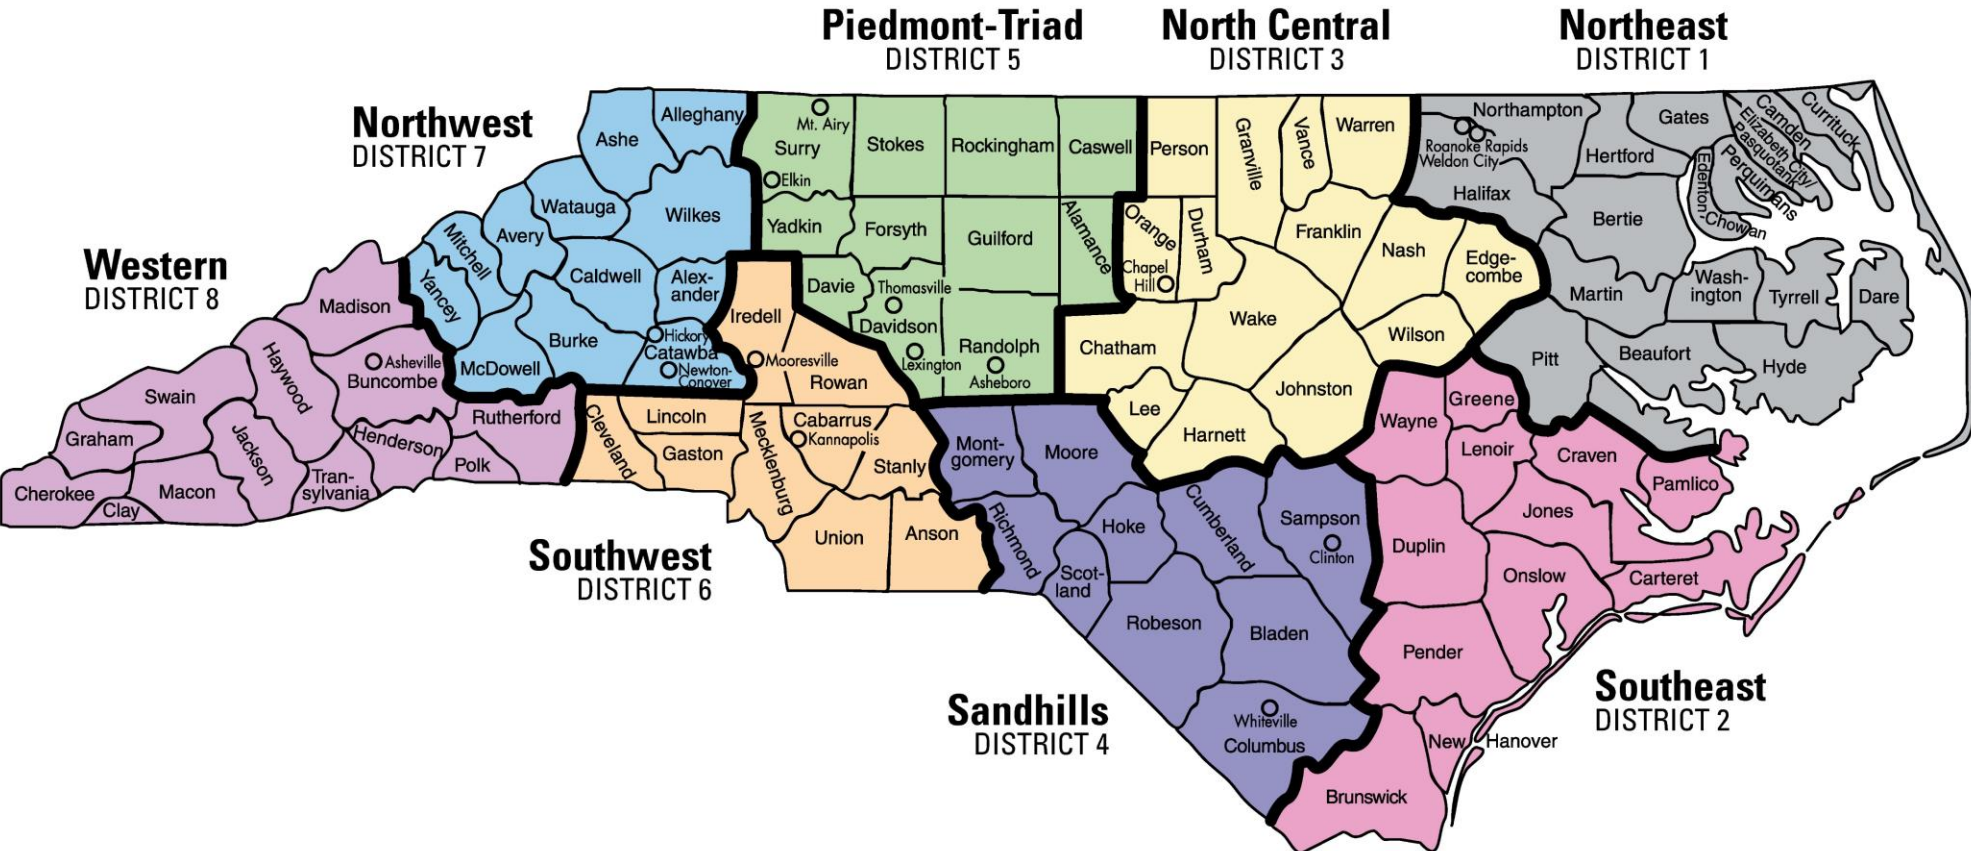 Piedmont-Triad
DISTRICT 5
North Central
DISTRICT 3
Northeast
DISTRICT 1
Northwest
DISTRICT 7
Western
DISTRICT 8
Southwest
DISTRICT 6
Sandhills
DISTRICT 4
Southeast
DISTRICT 2
Ashe
Alleghany
Watauga
Wilkes
Avery
Mitchell
Yancey
Caldwell
Alex-
ander
Burke
McDowell
Hickory
Catawba
Newton-
Conover
Mt. Airy
Surry
Elkin
Stokes
Rockingham
Caswell
Yadkin
Forsyth
Guilford
Alamance
Davie
Thomasville
Davidson
Lexington
Randolph
Asheboro
Person
Granville
Vance
Warren
Orange
Durham
Chapel
Hill
Franklin
Nash
Edge-
combe
Wake
Wilson
Chatham
Lee
Harnett
Johnston
Northampton
Roanoke Rapids
Weldon City
Halifax
Gates
Hertford
Bertie
Camden
Currituck
Elizabeth City/
Pasquotank
Perquimans
Edenton-Chowan
Martin
Wash-
ington
Tyrrell
Dare
Pitt
Beaufort
Hyde
Madison
Haywood
Asheville
Buncombe
Swain
Graham
Jackson
Henderson
Rutherford
Polk
Tran-
sylvania
Cherokee
Clay
Macon
Iredell
Mooresville
Rowan
Cleveland
Lincoln
Gaston
Mecklenburg
Cabarrus
Kannapolis
Stanly
Union
Anson
Mont-
gomery
Moore
Richmond
Hoke
Scot-
land
Cumberland
Sampson
Clinton
Robeson
Bladen
Whiteville
Columbus
Wayne
Greene
Lenoir
Craven
Pamlico
Jones
Duplin
Onslow
Carteret
Pender
New Hanover
Brunswick